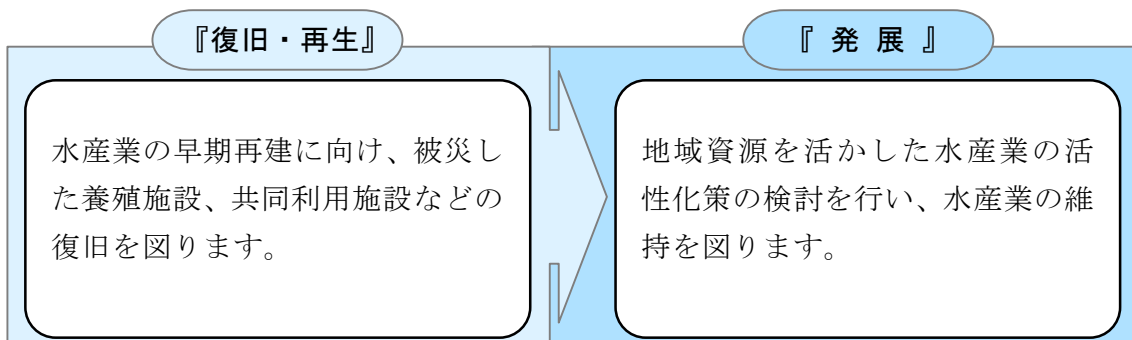 『復旧・再生』
水産業の早期再建に向け、被災し
た養殖施設、共同利用施設などの
復旧を図ります。
『 発 展 』
地域資源を活かした水産業の活
性化策の検討を行い、水産業の維
持を図ります。